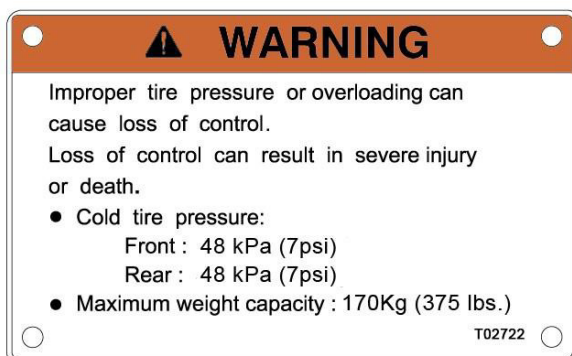 WARNING
Improper tire pressure or overloading can
cause loss of control.
Loss of control can result in severe injury
or death.
● Cold tire pressure:
Front : 48 kPa (7psi)
Rear : 48 kPa (7psi)
● Maximum weight capacity : 170Kg (375 lbs.)
T02722